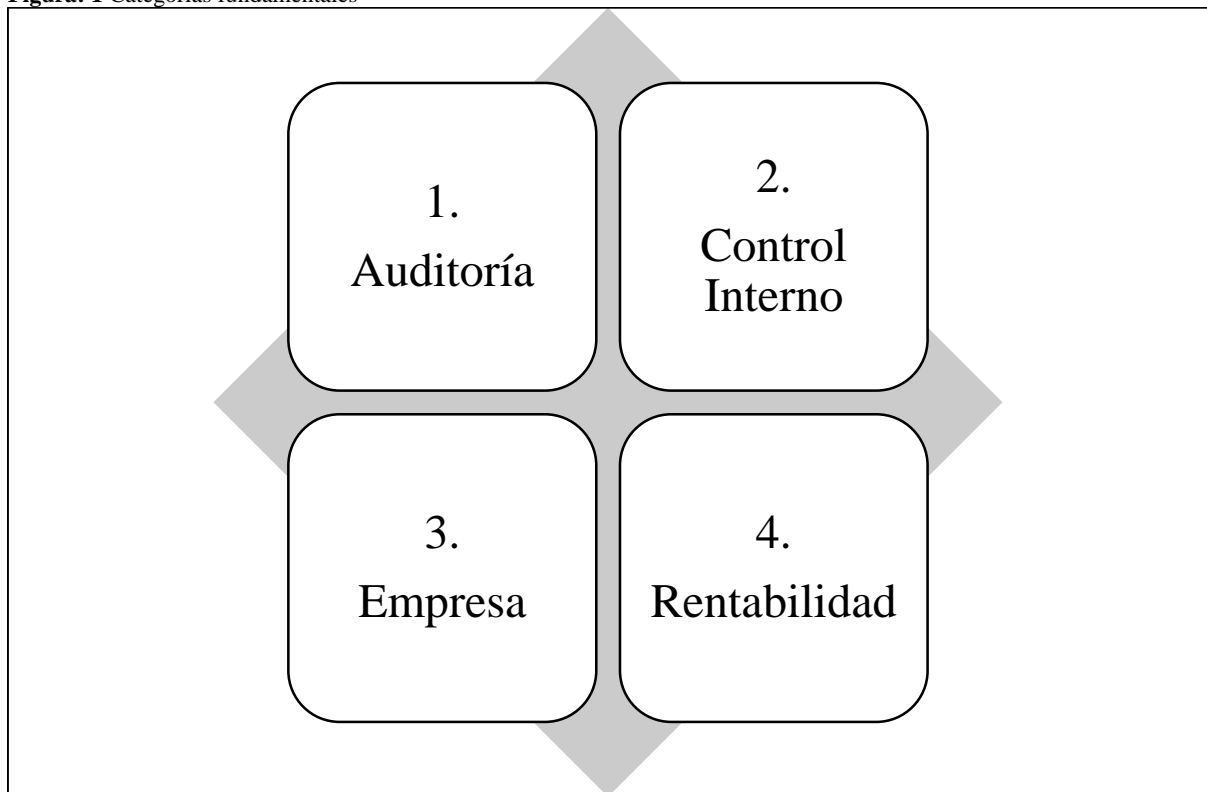 Figura: 1 Categorías fundamentales
1.
Auditoría
2.
Control
Interno
3.
Empresa
4.
Rentabilidad